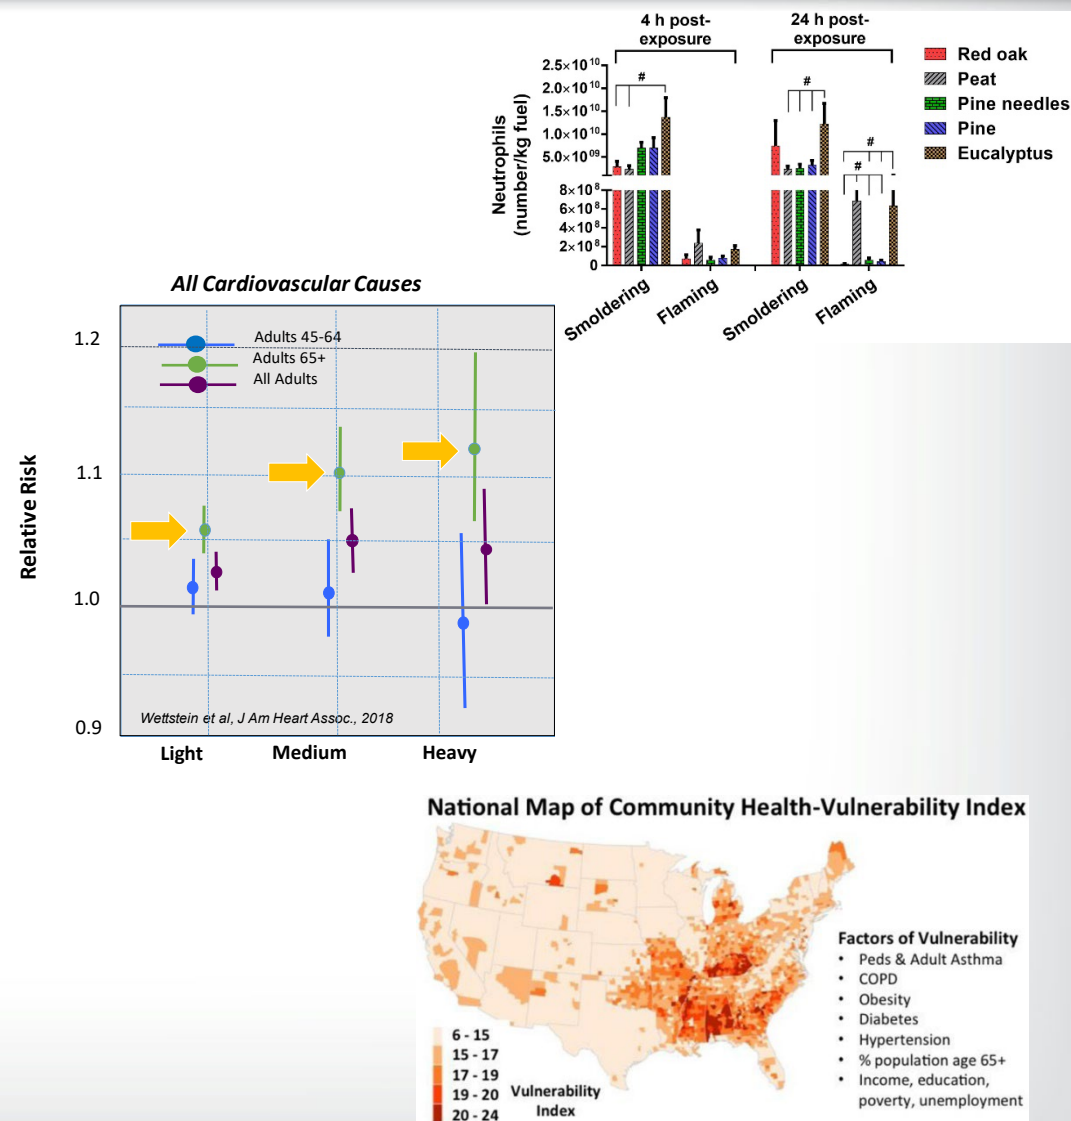 4 h post-
exposure
24 h post-
exposure
Neutrophils
(number/kg fuel)
2.5×10¹⁰
2.0×10¹⁰
1.5×10¹⁰
1.0×10¹⁰
5.0×10⁰⁹
8×10⁸
6×10⁸
4×10⁸
2×10⁸
0
#
#
#
#
Smoldering
Flaming
Smoldering
Flaming
Red oak
Peat
Pine needles
Pine
Eucalyptus
All Cardiovascular Causes
Relative Risk
1.2
1.1
1.0
0.9
Adults 45-64
Adults 65+
All Adults
Wettstein et al, J Am Heart Assoc., 2018
Light
Medium
Heavy
National Map of Community Health-Vulnerability Index
Factors of Vulnerability
• Peds & Adult Asthma
• COPD
• Obesity
• Diabetes
• Hypertension
• % population age 65+
• Income, education,
poverty, unemployment
6 - 15
15 - 17
17 - 19
19 - 20
20 - 24
Vulnerability
Index